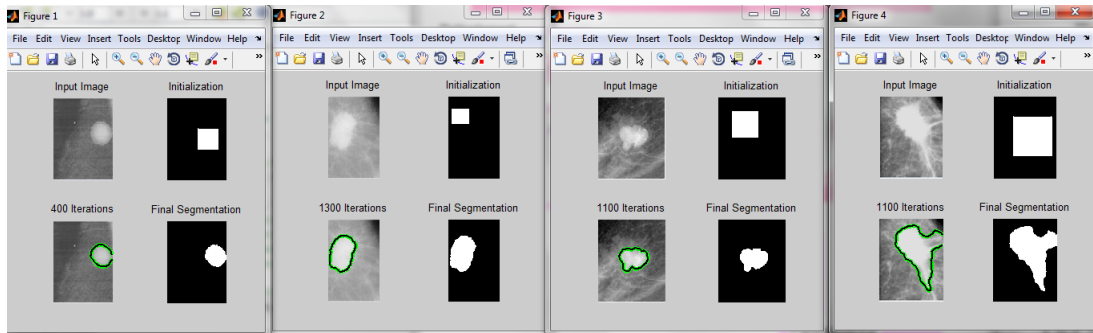 Figure 1
File Edit View Insert Tools Desktop Window Help
Input Image Initialization
400 Iterations Final Segmentation
Figure 2
File Edit View Insert Tools Desktop Window Help
Input Image Initialization
1300 Iterations Final Segmentation
Figure 3
File Edit View Insert Tools Desktop Window Help
Input Image Initialization
1100 Iterations Final Segmentation
Figure 4
File Edit View Insert Tools Desktop Window Help
Input Image Initialization
1100 Iterations Final Segmentation